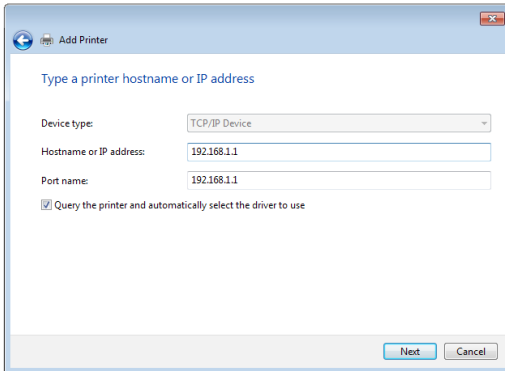 Add Printer
Type a printer hostname or IP address
Device type: TCP/IP Device
Hostname or IP address: 192.168.1.1
Port name: 192.168.1.1
Query the printer and automatically select the driver to use
Next Cancel